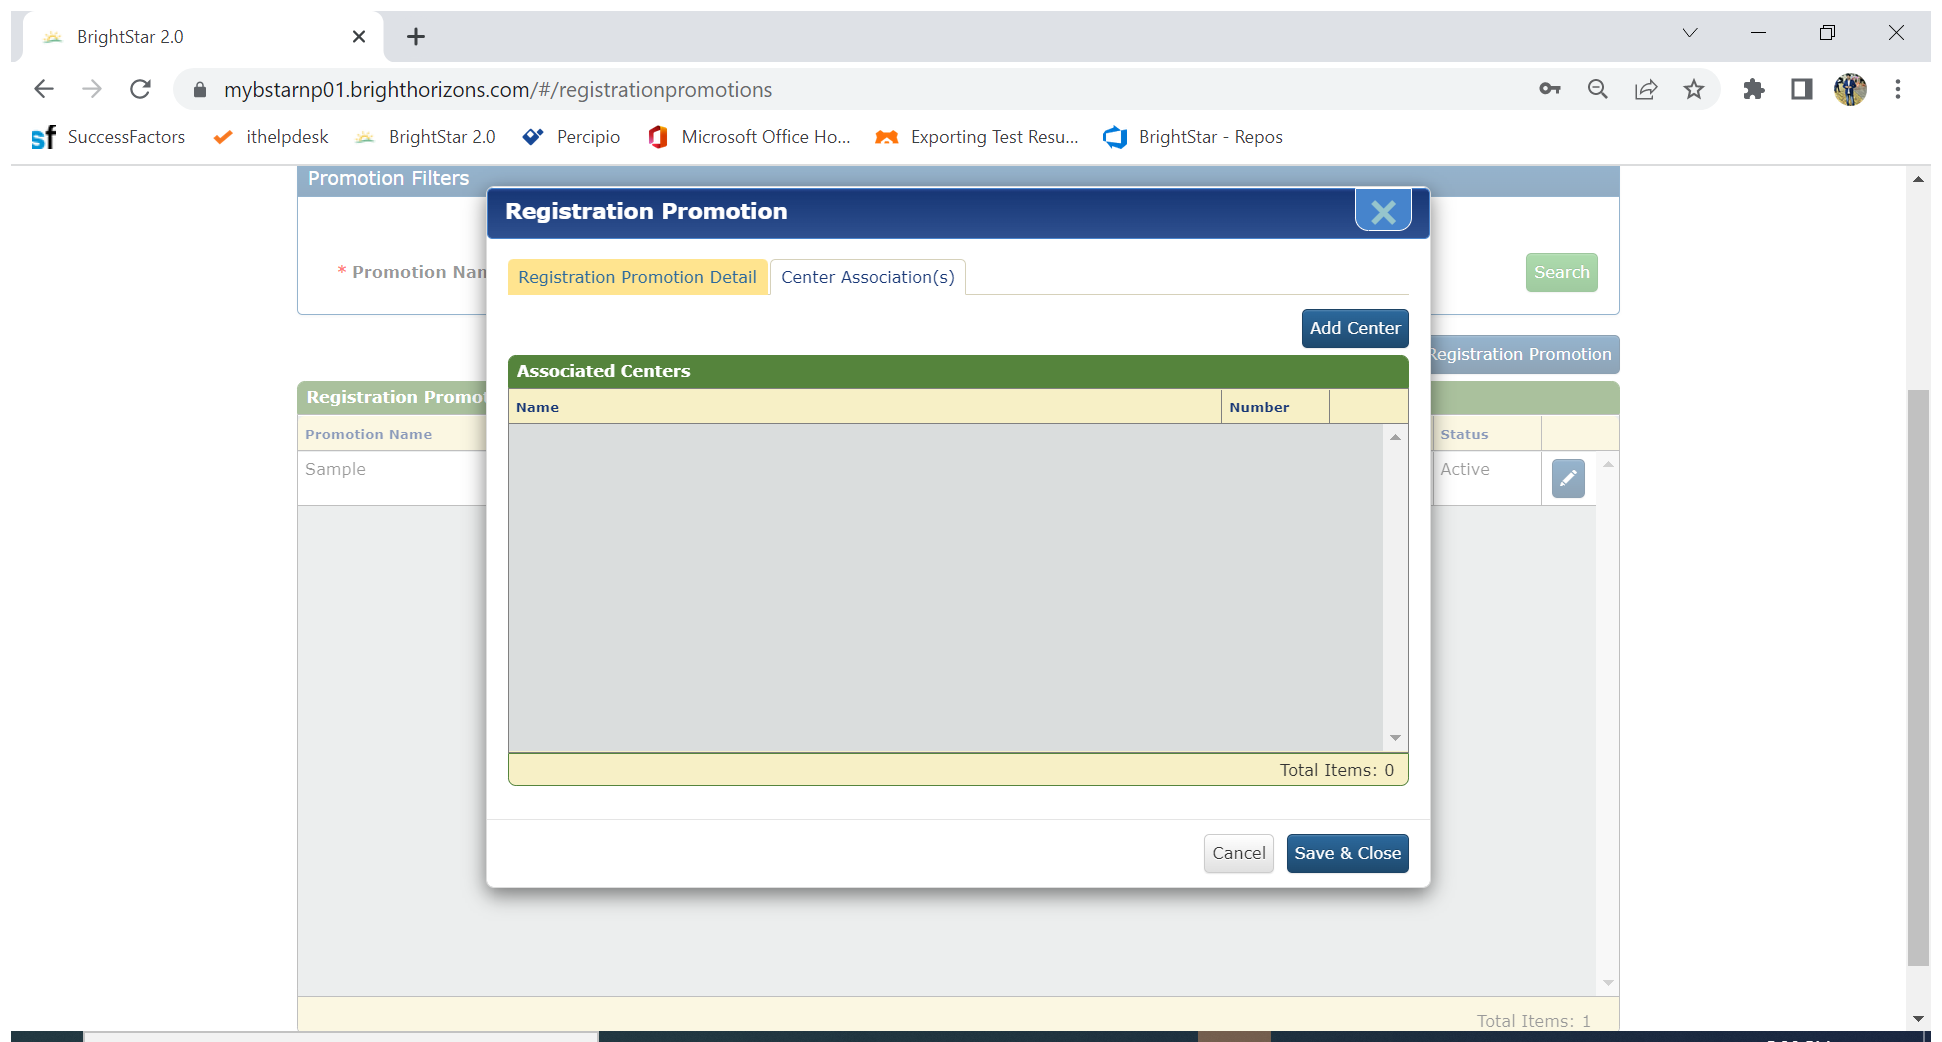 BrightStar 2.0
mybstarnp01.brighthorizons.com/#/registrationpromotions
sf SuccessFactors ithelpdesk BrightStar 2.0 Percipio Microsoft Office Ho... Exporting Test Resu... BrightStar - Repos
Promotion Filters
Registration Promotion
* Promotion Nam
Search
Registration Promotion Detail Center Association(s)
Add Center
Registration Promotion
Associated Centers
Registration Promot
Name Number
Promotion Name Status
Sample Active
Total Items: 0
Cancel Save & Close
Total Items: 1